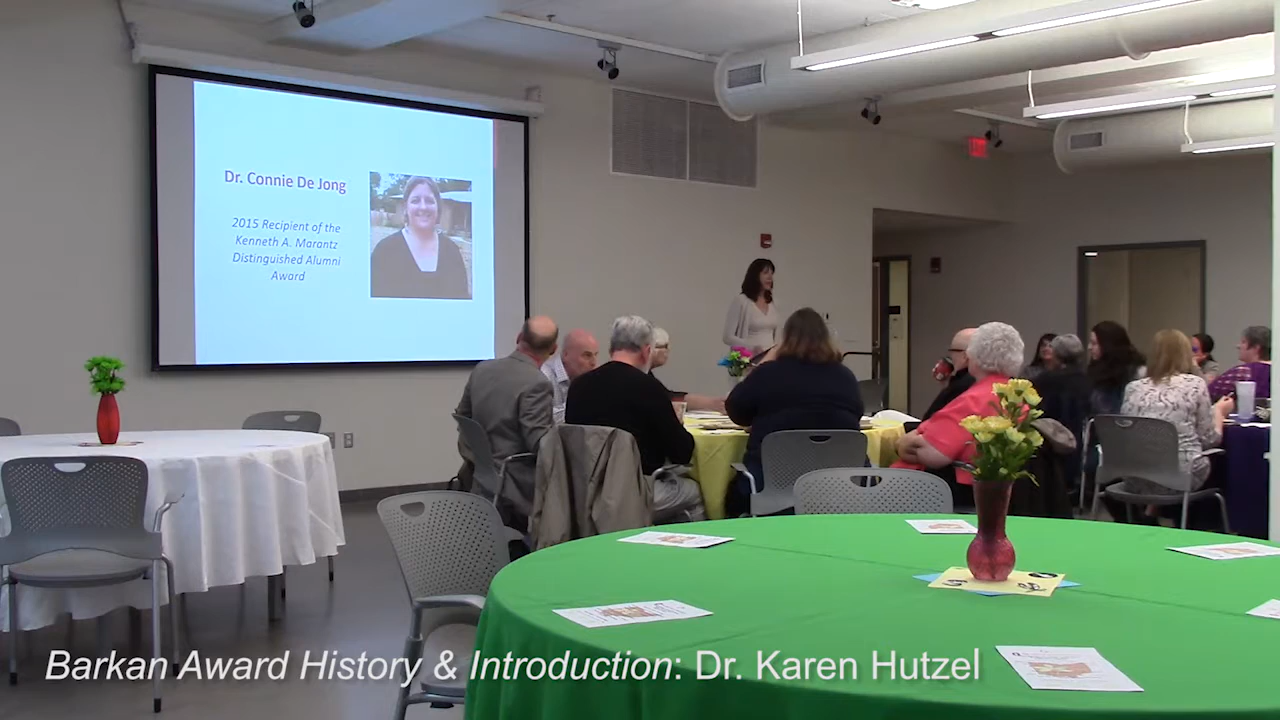 Dr. Connie De Jong
2015 Recipient of the
Kenneth A. Marantz
Distinguished Alumni
Award
Barkan Award History & Introduction: Dr. Karen Hutzel